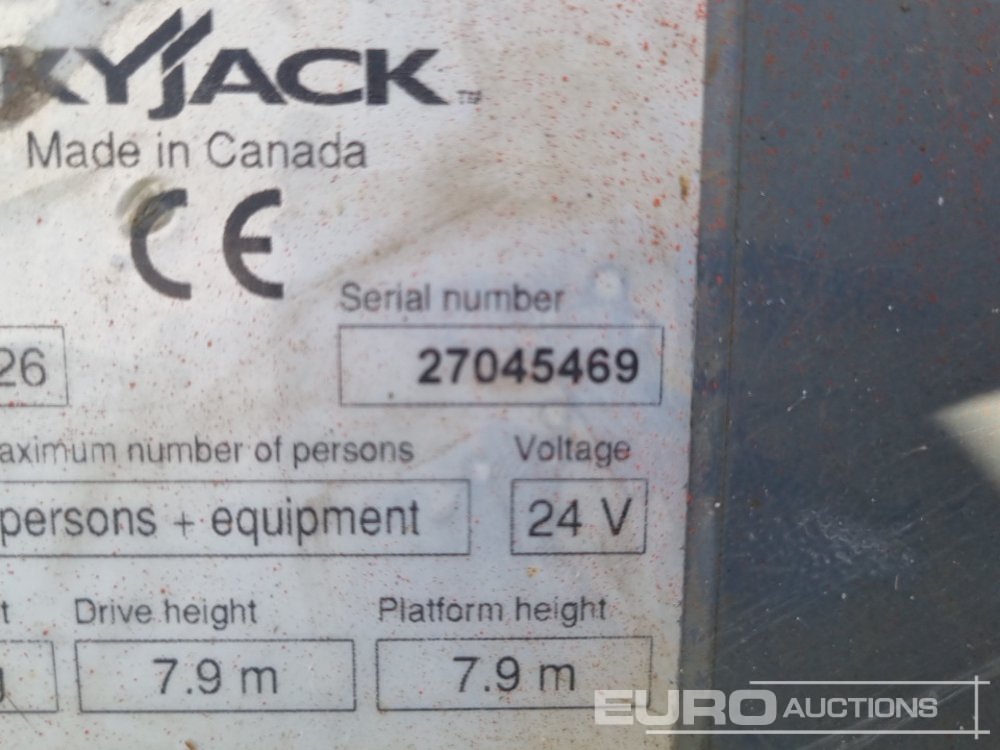 KYJACK™
Made in Canada
CE
Serial number
26
27045469
aximum number of persons
Voltage
persons + equipment
24 V
t
Drive height
Platform height
7.9 m
7.9 m
EURO AUCTIONS